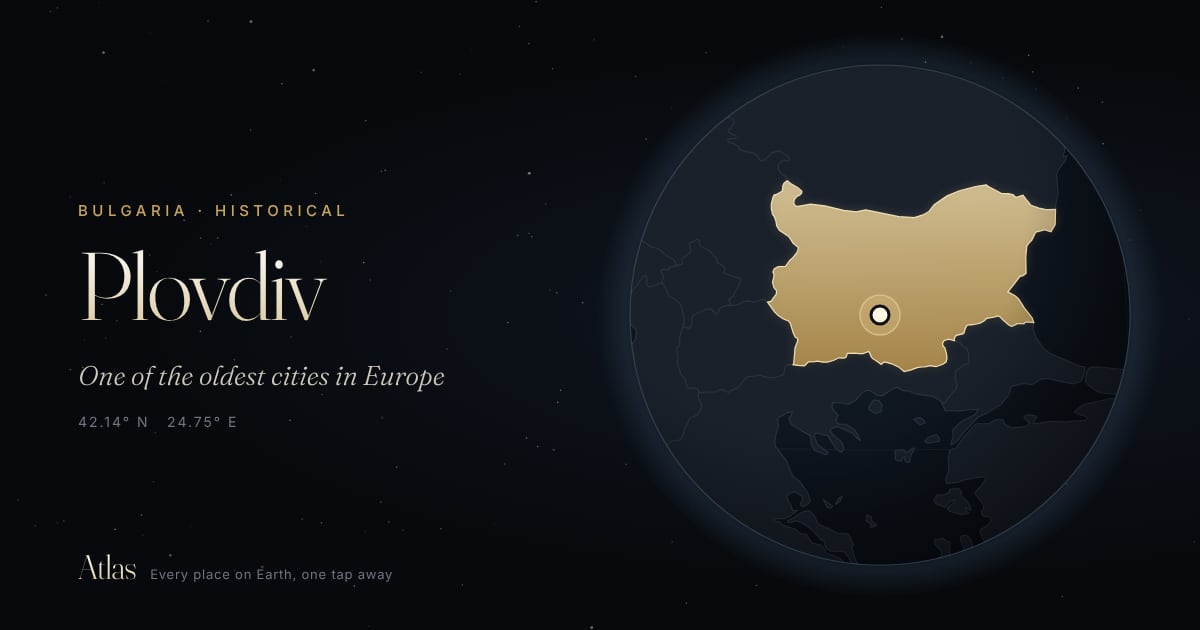 BULGARIA · HISTORICAL
Plovdiv
One of the oldest cities in Europe
42.14° N 24.75° E
Atlas Every place on Earth, one tap away